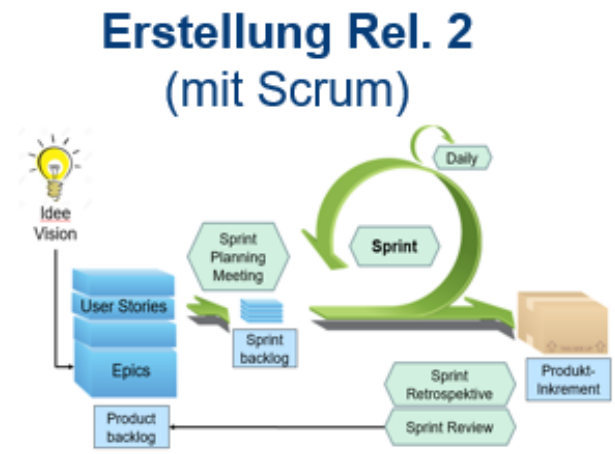 Erstellung Rel. 2
(mit Scrum)
Daily
Idee
Vision
Sprint
Planning
Meeting
Sprint
User Stories
Sprint
backlog
Epics
Produkt-
Inkrement
Sprint
Retrospektive
Product
backlog
Sprint Review